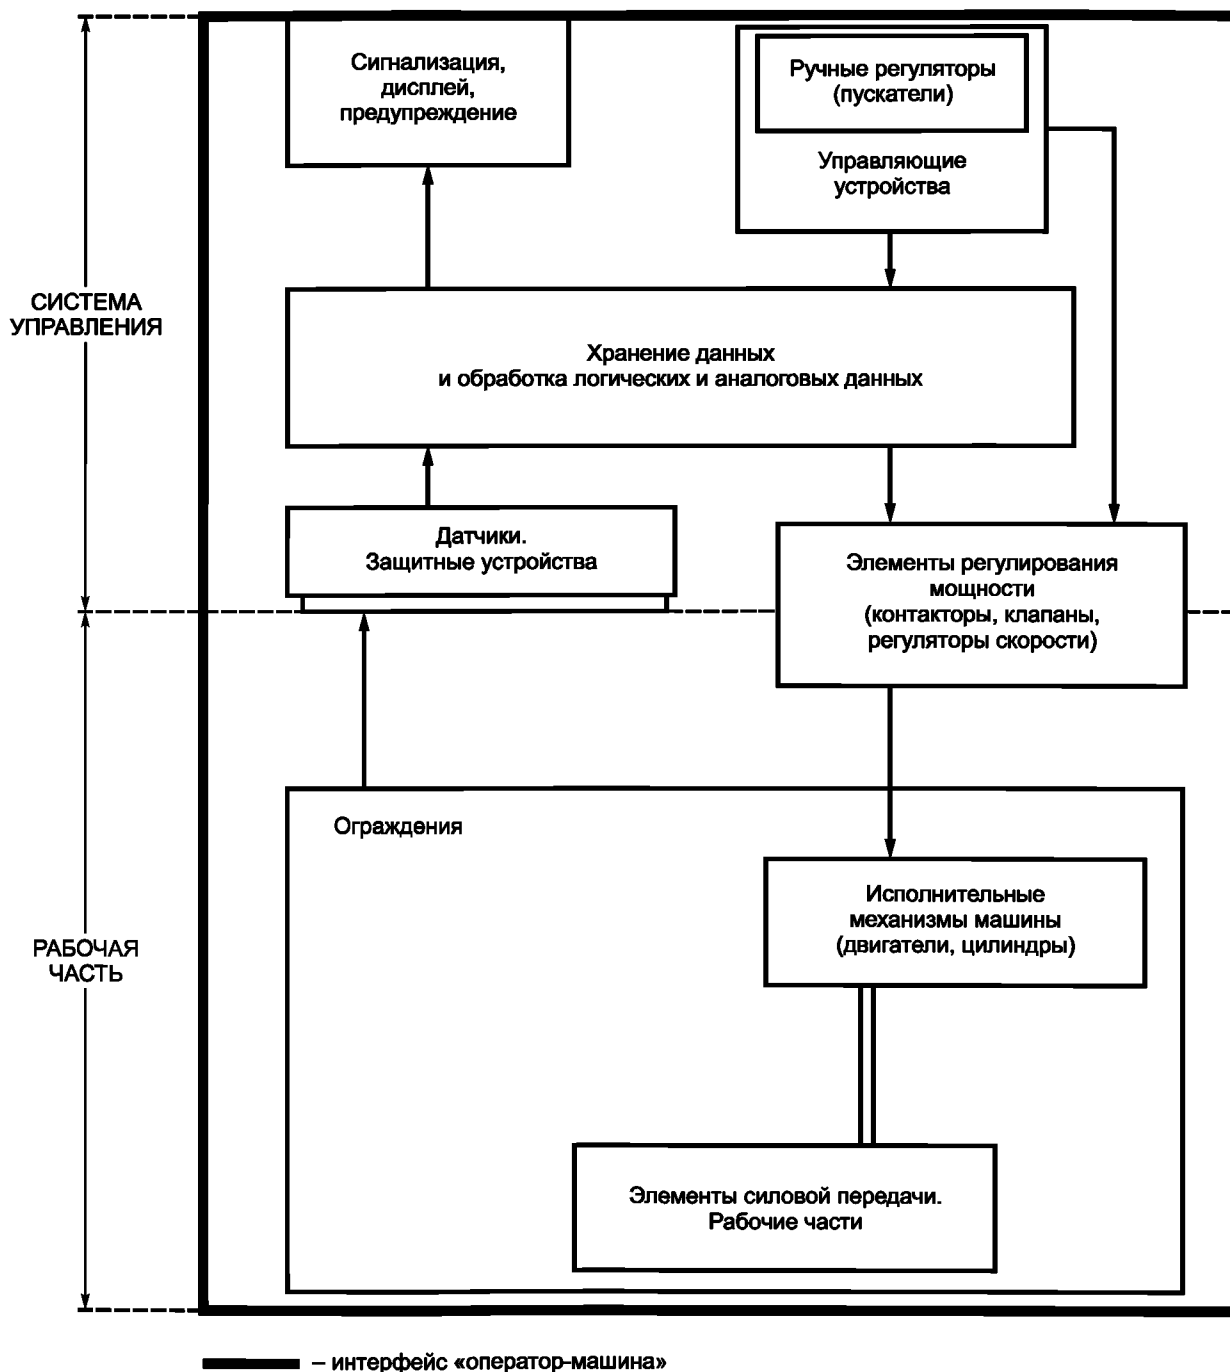 Сигнализация,
дисплей,
предупреждение
Ручные регуляторы
(пускатели)
Управляющие
устройства
СИСТЕМА
УПРАВЛЕНИЯ
Хранение данных
и обработка логических и аналоговых данных
Датчики.
Защитные устройства
Элементы регулирования
мощности
(контакторы, клапаны,
регуляторы скорости)
Ограждения
Исполнительные
механизмы машины
(двигатели, цилиндры)
РАБОЧАЯ
ЧАСТЬ
Элементы силовой передачи.
Рабочие части
– интерфейс «оператор-машина»